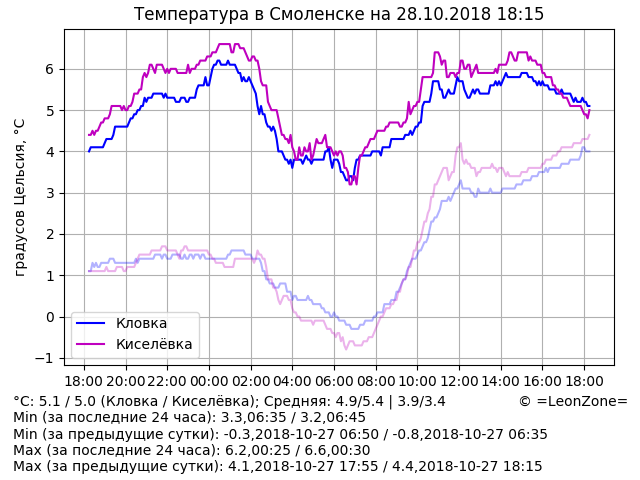 Температура в Смоленске на 28.10.2018 18:15
градусов Цельсия, °C
6
5
4
3
2
1
0
−1
Кловка
Киселёвка
18:00 20:00 22:00 00:00 02:00 04:00 06:00 08:00 10:00 12:00 14:00 16:00 18:00
°C: 5.1 / 5.0 (Кловка / Киселёвка); Средняя: 4.9/5.4 | 3.9/3.4 © =LeonZone=
Min (за последние 24 часа): 3.3,06:35 / 3.2,06:45
Min (за предыдущие сутки): -0.3,2018-10-27 06:50 / -0.8,2018-10-27 06:35
Max (за последние 24 часа): 6.2,00:25 / 6.6,00:30
Max (за предыдущие сутки): 4.1,2018-10-27 17:55 / 4.4,2018-10-27 18:15